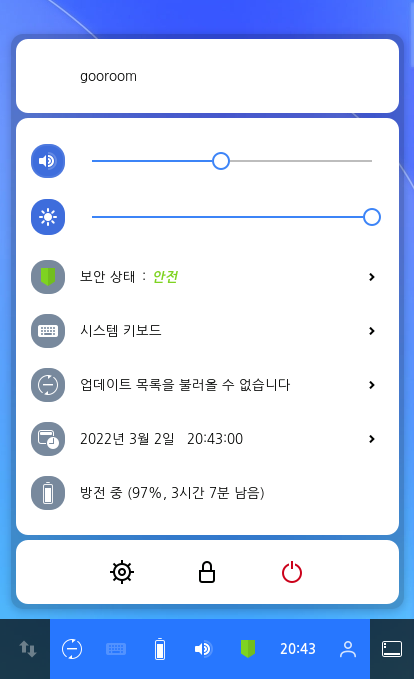 gooroom
보안 상태 : 안전
시스템 키보드
업데이트 목록을 불러올 수 없습니다
2022년 3월 2일 20:43:00
방전 중 (97%, 3시간 7분 남음)
20:43